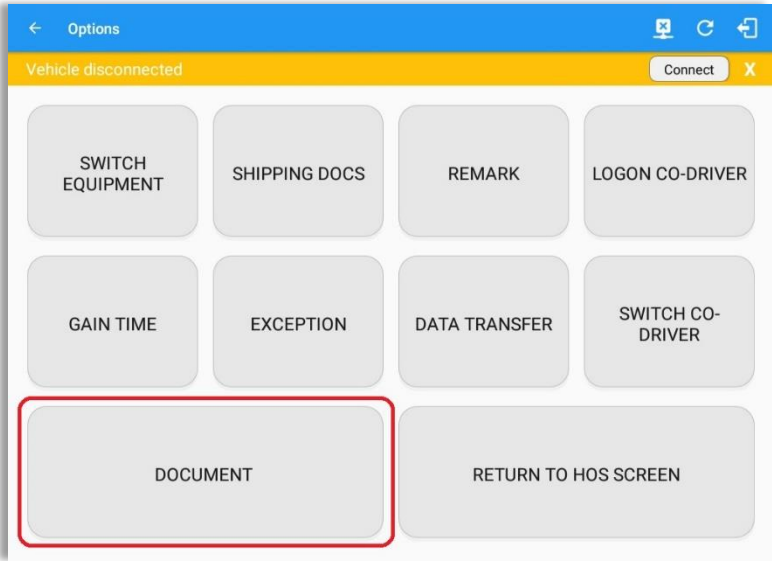 Options
Vehicle disconnected
Connect
X
SWITCH
EQUIPMENT
SHIPPING DOCS
REMARK
LOGON CO-DRIVER
GAIN TIME
EXCEPTION
DATA TRANSFER
SWITCH CO-
DRIVER
DOCUMENT
RETURN TO HOS SCREEN